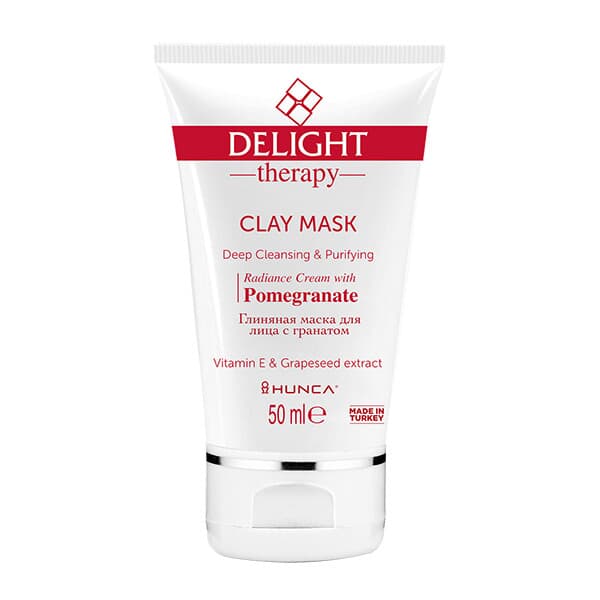 DELIGHT
therapy
CLAY MASK
Deep Cleansing & Purifying
Radiance Cream with
Pomegranate
Глиняная маска для
лица с гранатом
Vitamin E & Grapeseed extract
HUNCA®
50 ml℮
MADE IN
TURKEY